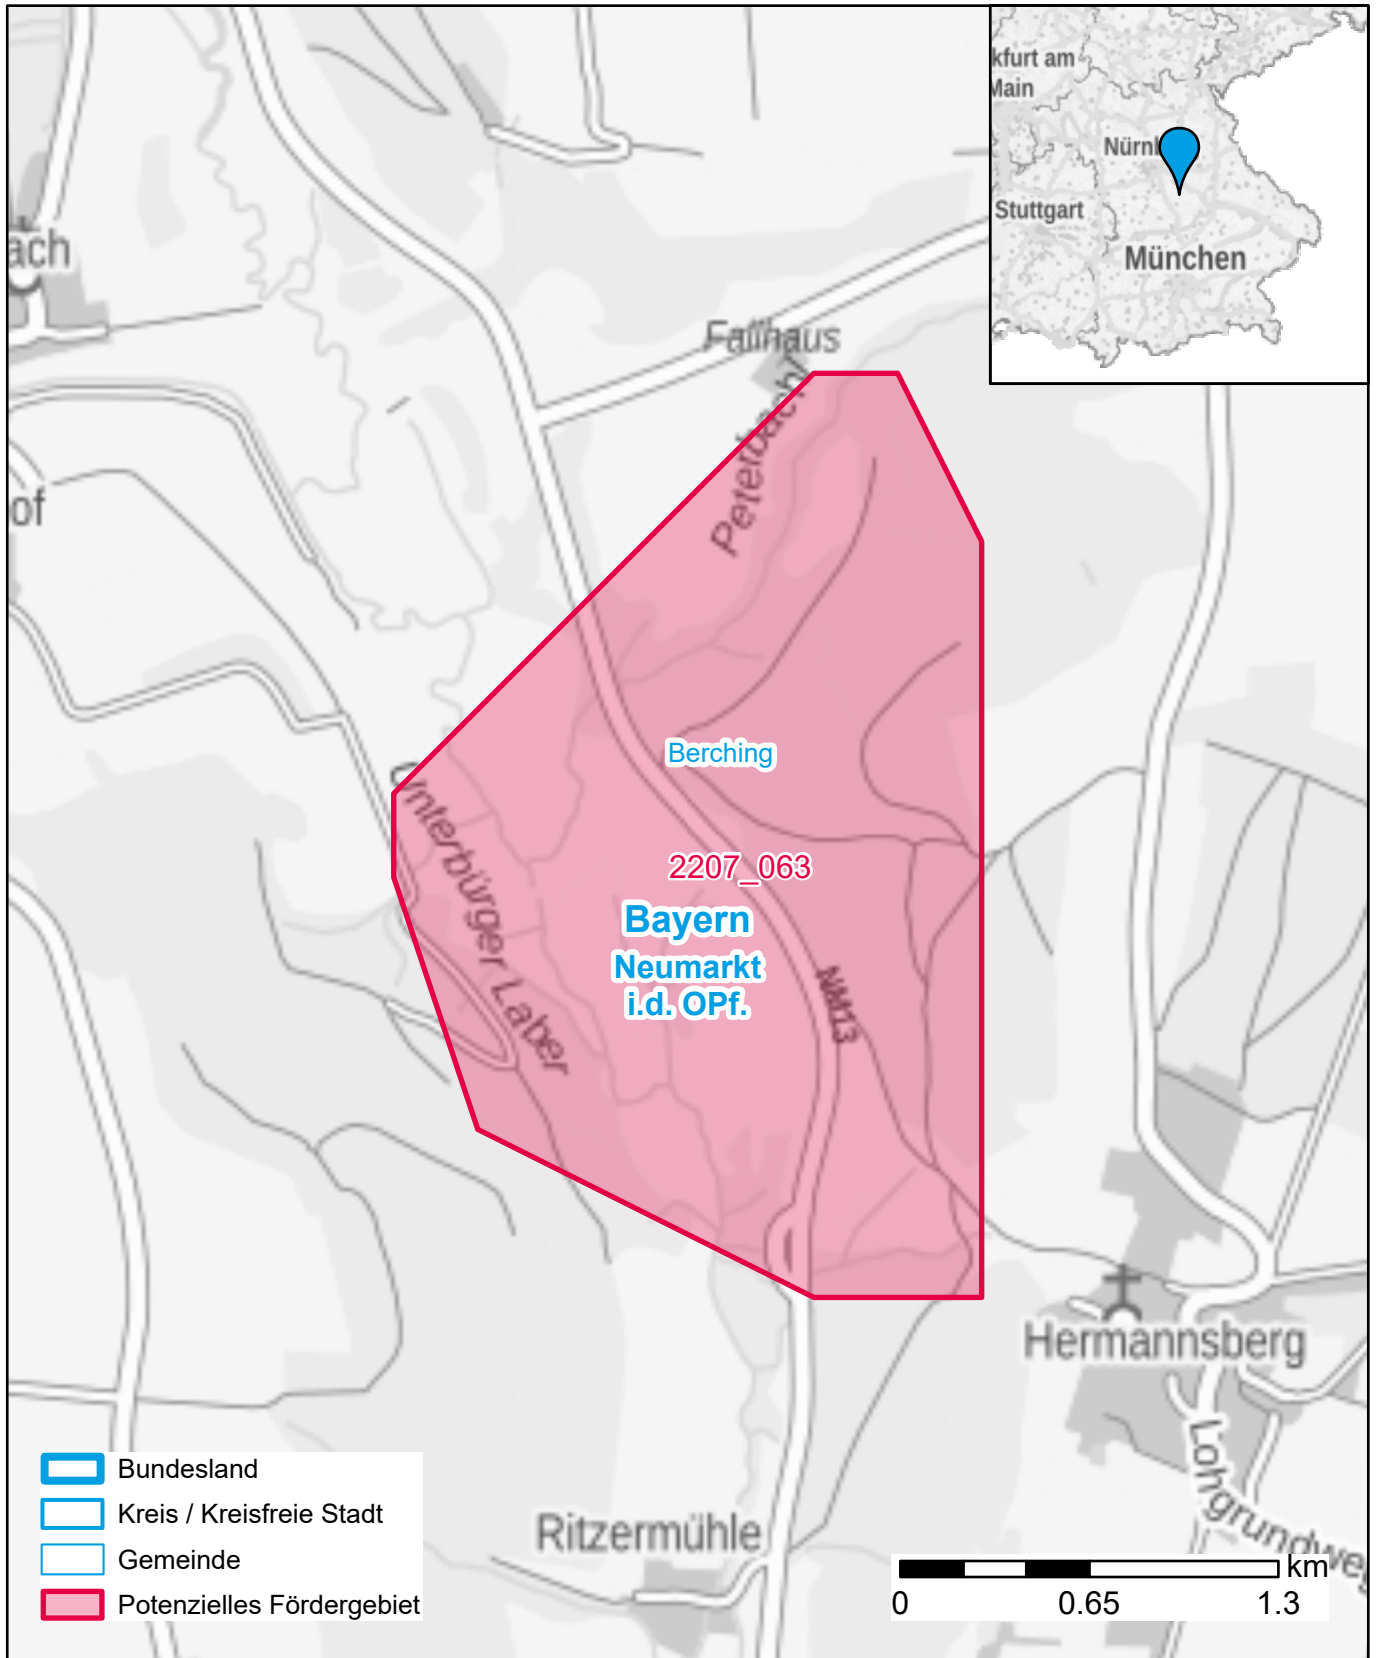 kfurt am
Main
Nürnb
Stuttgart
München
ach
Fallhaus
Peterbachl
of
Berching
Unterbürger Laber
2207_063
Bayern
Neumarkt
i.d. OPf.
NM13
Hermannsberg
Lohgrundweg
Ritzermühle
Bundesland
Kreis / Kreisfreie Stadt
Gemeinde
Potenzielles Fördergebiet
km
0 0.65 1.3